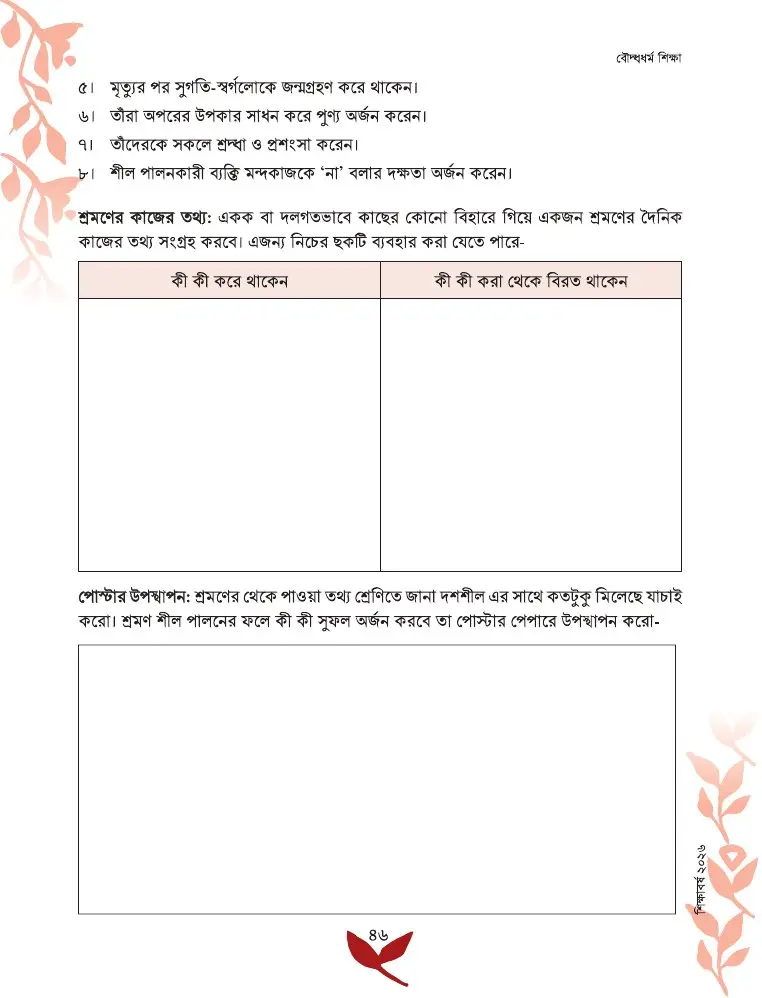 বৌদ্ধধর্ম শিক্ষা
৫। মৃত্যুর পর সুগতি-স্বর্গলোকে জন্মগ্রহণ করে থাকেন।
৬। তাঁরা অপরের উপকার সাধন করে পুণ্য অর্জন করেন।
৭। তাঁদেরকে সকলে শ্রদ্ধা ও প্রশংসা করেন।
৮। শীল পালনকারী ব্যক্তি মন্দকাজকে ‘না’ বলার দক্ষতা অর্জন করেন।
শ্রমণের কাজের তথ্য: একক বা দলগতভাবে কাছের কোনো বিহারে গিয়ে একজন শ্রমণের দৈনিক
কাজের তথ্য সংগ্রহ করবে। এজন্য নিচের ছকটি ব্যবহার করা যেতে পারে-
কী কী করে থাকেন
কী কী করা থেকে বিরত থাকেন
পোস্টার উপস্থাপন: শ্রমণের থেকে পাওয়া তথ্য শ্রেণিতে জানা দশশীল এর সাথে কতটুকু মিলেছে যাচাই
করো। শ্রমণ শীল পালনের ফলে কী কী সুফল অর্জন করবে তা পোস্টার পেপারে উপস্থাপন করো-
শিক্ষাবর্ষ ২০২৬
৪৬